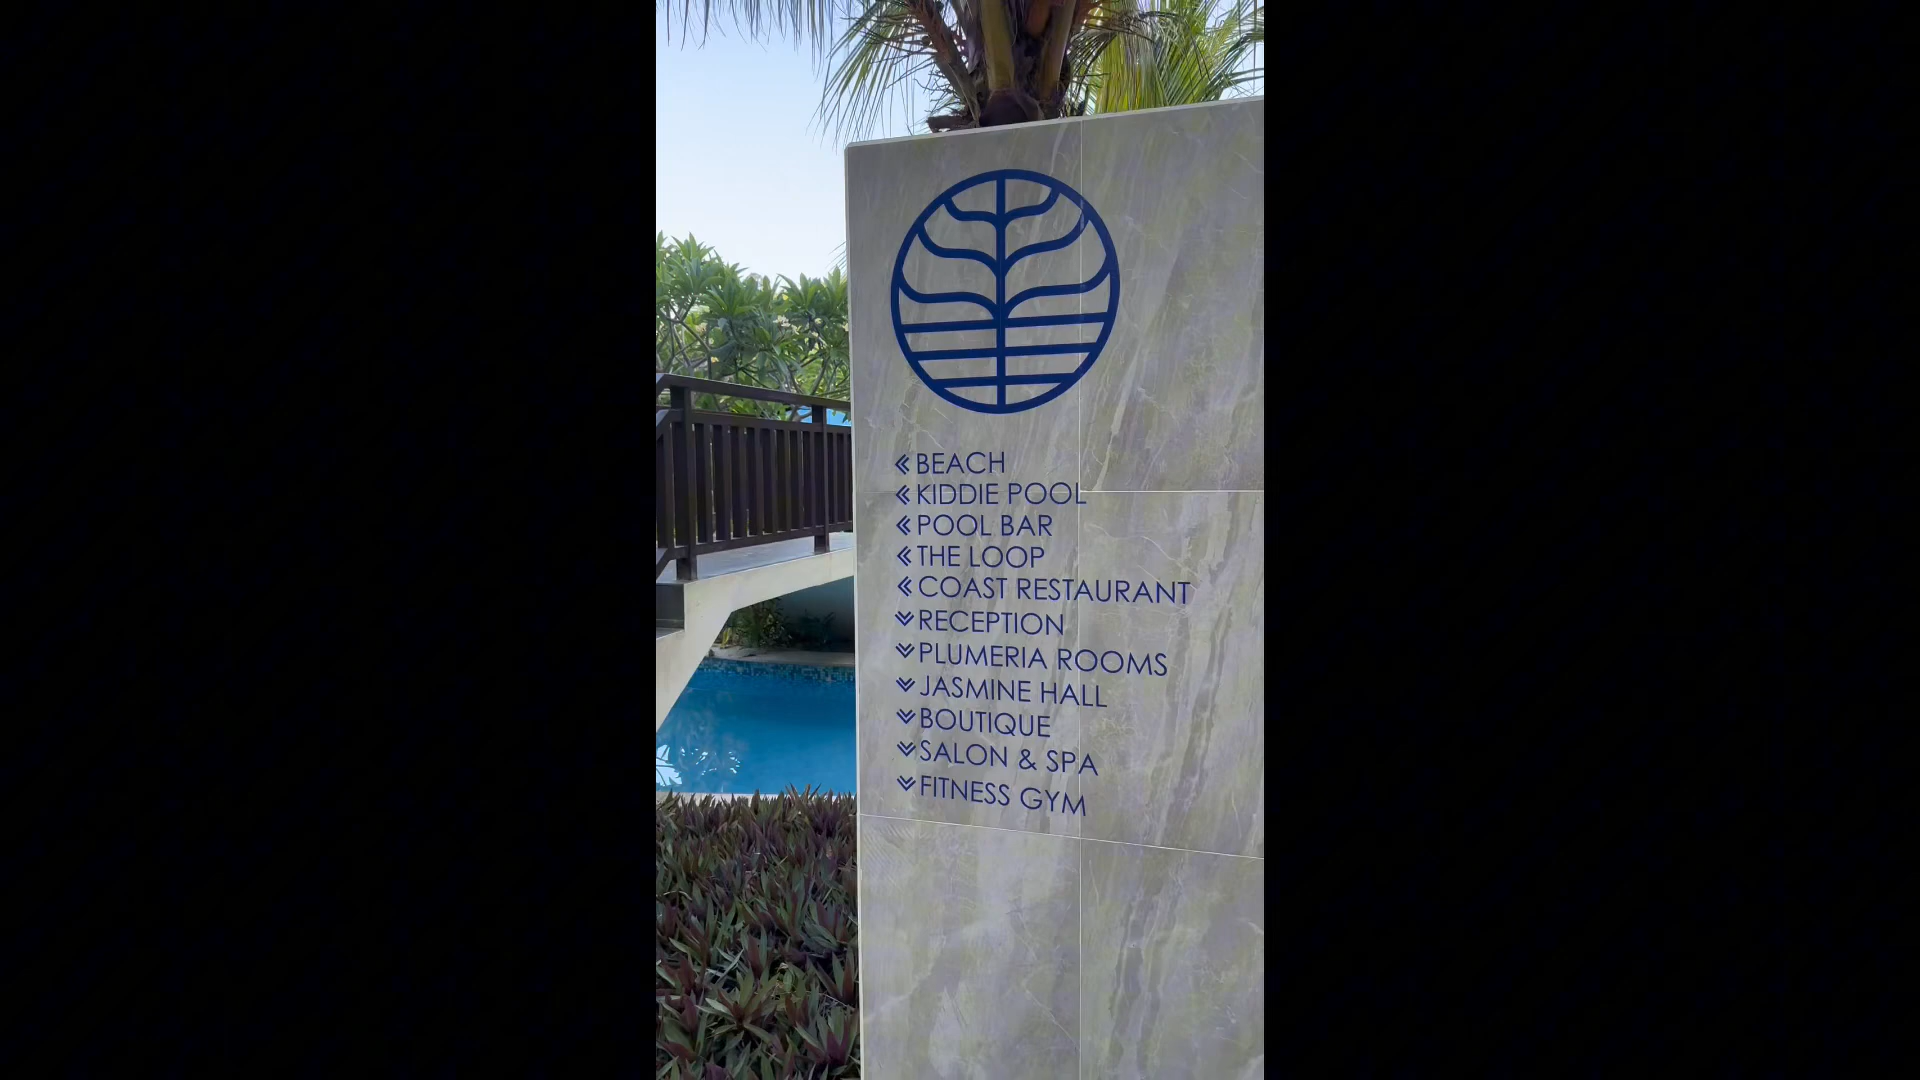 BEACH
KIDDIE POOL
POOL BAR
THE LOOP
COAST RESTAURANT
RECEPTION
PLUMERIA ROOMS
JASMINE HALL
BOUTIQUE
SALON & SPA
FITNESS GYM